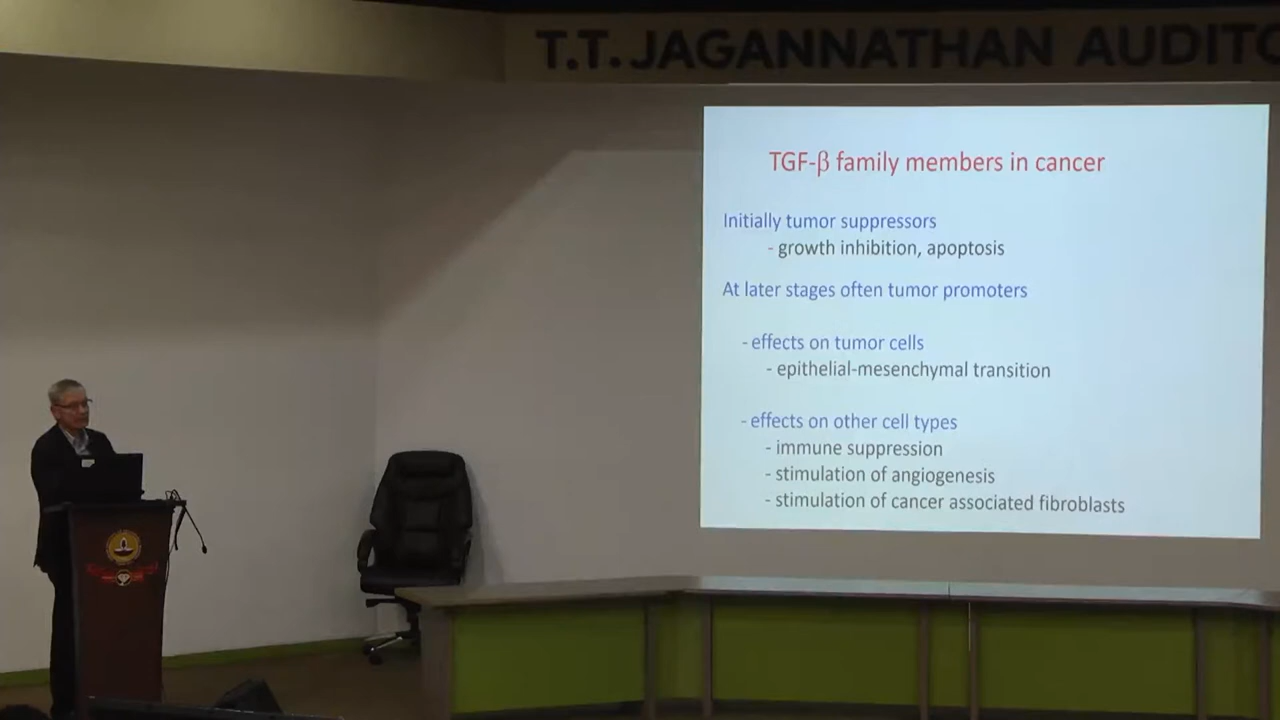 T.T. JAGANNATHAN
TGF-β family members in cancer
Initially tumor suppressors
- growth inhibition, apoptosis
At later stages often tumor promoters
- effects on tumor cells
- epithelial-mesenchymal transition
- effects on other cell types
- immune suppression
- stimulation of angiogenesis
- stimulation of cancer associated fibroblasts